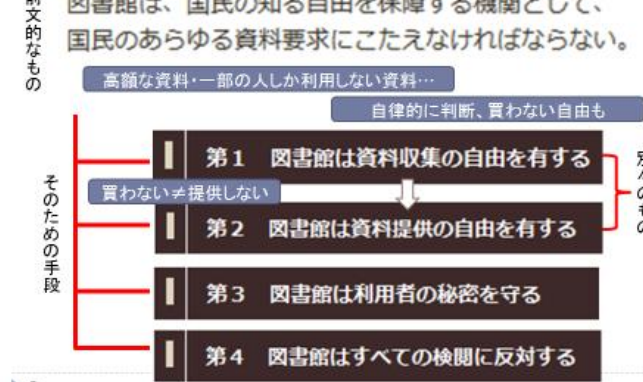 前文的なもの
図書館は、国民の知る自由を保障する機関として、
国民のあらゆる資料要求にこたえなければならない。
高額な資料・一部の人しか利用しない資料…
自律的に判断、買わない自由も
第1 図書館は資料収集の自由を有する
買わない≠提供しない
第2 図書館は資料提供の自由を有する
第3 図書館は利用者の秘密を守る
第4 図書館はすべての検閲に反対する
そのための手段